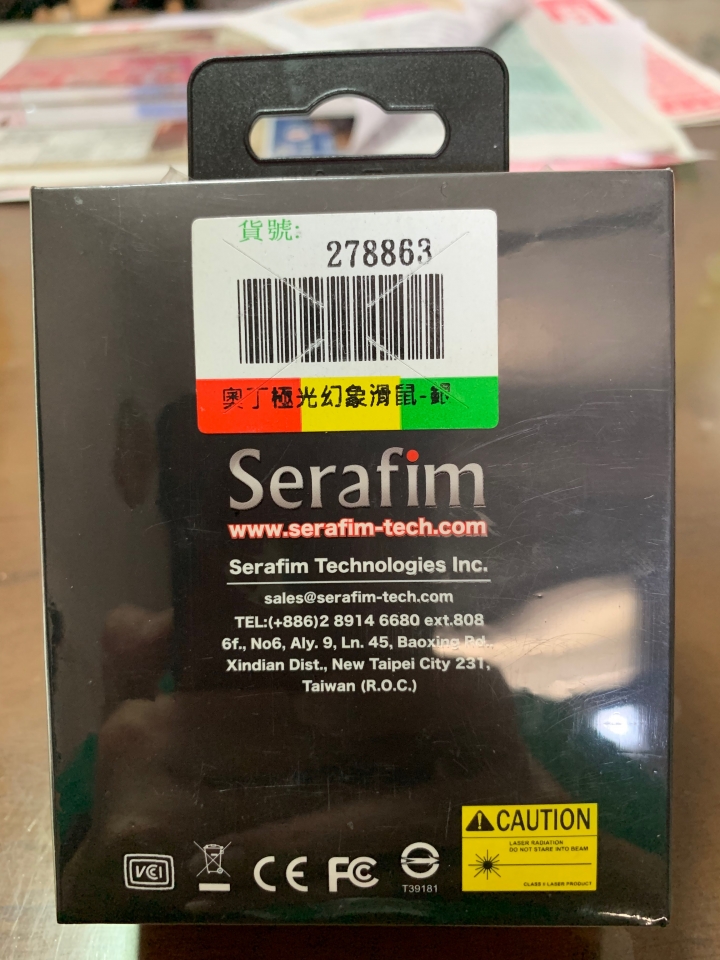 貨號:
278863
奧丁極光幻象滑鼠-銀
Serafim
www.serafim-tech.com
Serafim Technologies Inc.
sales@serafim-tech.com
TEL:(+886)2 8914 6680 ext.808
6f., No6, Aly. 9, Ln. 45, Baoxing Rd.,
Xindian Dist., New Taipei City 231,
Taiwan (R.O.C.)
CAUTION
LASER RADIATION
DO NOT STARE INTO BEAM
CLASS II LASER PRODUCT
VCI
CE
FC
T39181